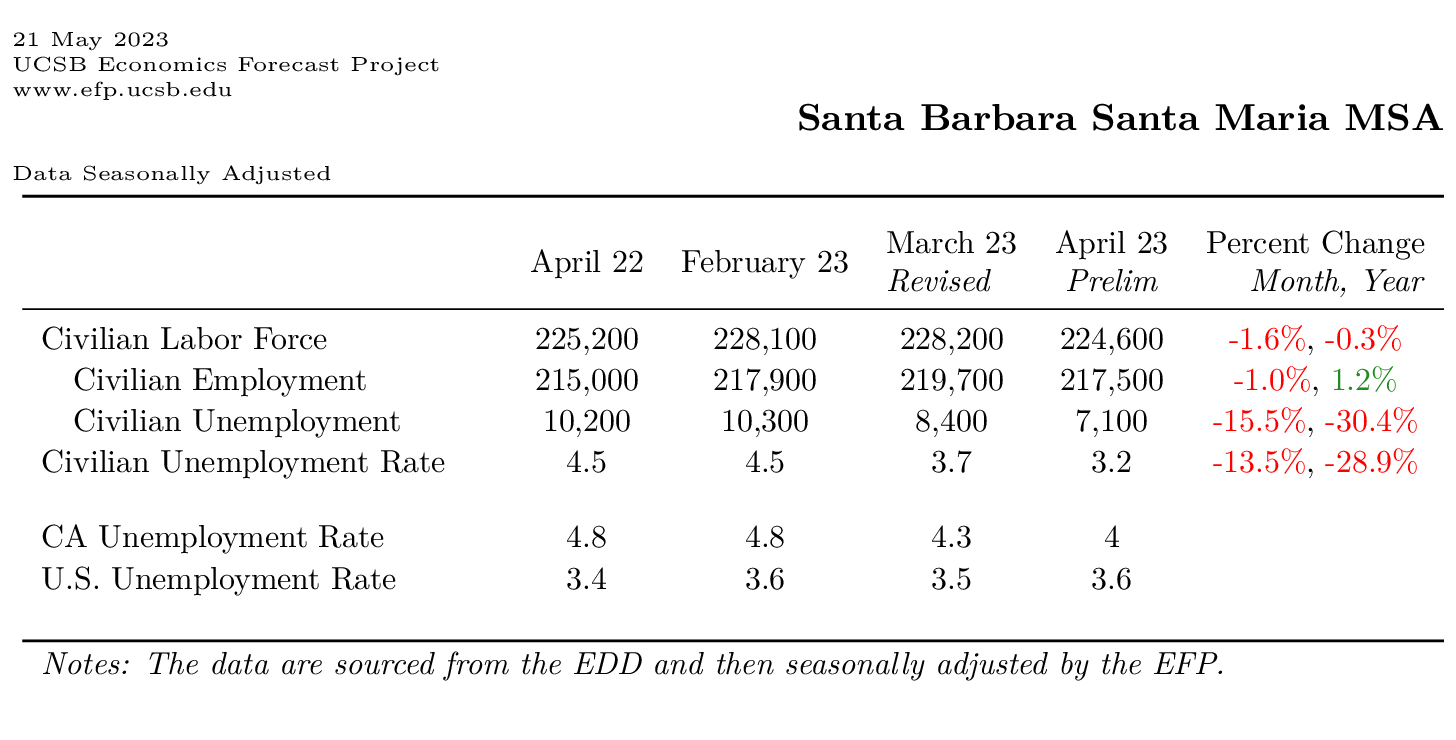 21 May 2023
UCSB Economics Forecast Project
www.efp.ucsb.edu
Santa Barbara Santa Maria MSA
Data Seasonally Adjusted
April 22 February 23 March 23 Revised April 23 Prelim Percent Change Month, Year
Civilian Labor Force 225,200 228,100 228,200 224,600 -1.6%, -0.3%
Civilian Employment 215,000 217,900 219,700 217,500 -1.0%, 1.2%
Civilian Unemployment 10,200 10,300 8,400 7,100 -15.5%, -30.4%
Civilian Unemployment Rate 4.5 4.5 3.7 3.2 -13.5%, -28.9%
CA Unemployment Rate 4.8 4.8 4.3 4
U.S. Unemployment Rate 3.4 3.6 3.5 3.6
Notes: The data are sourced from the EDD and then seasonally adjusted by the EFP.